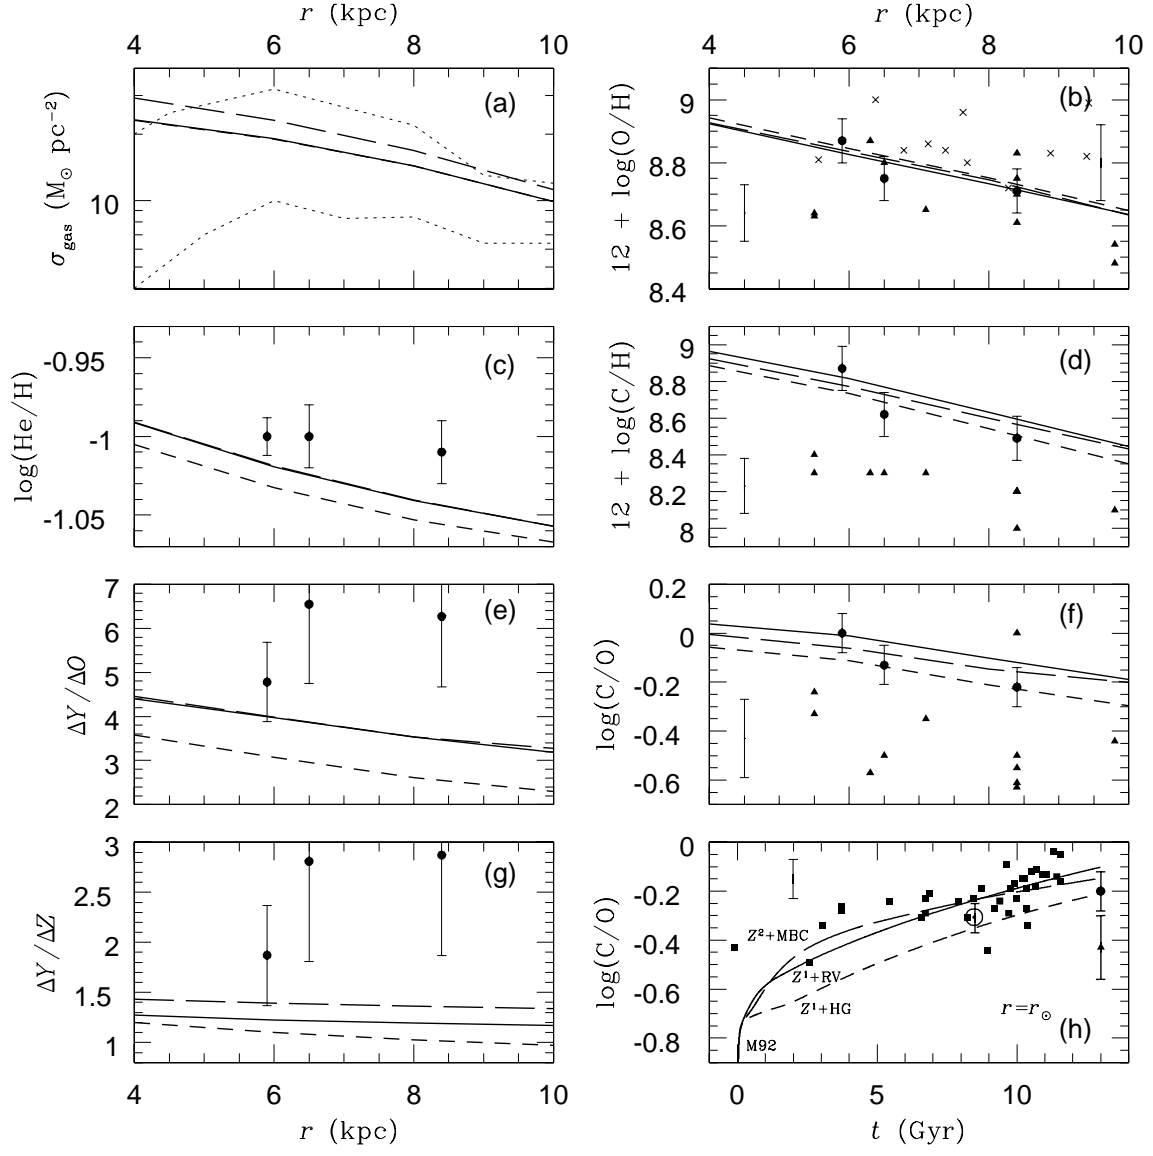 r (kpc)
4 6 8 10
σgas (M⊙ pc−2)
10
(a)
r (kpc)
4 6 8 10
12 + log(O/H)
9
8.8
8.6
8.4
(b)
log(He/H)
-0.95
-1
-1.05
(c)
12 + log(C/H)
9
8.8
8.6
8.4
8.2
8
(d)
ΔY/ΔO
7
6
5
4
3
2
(e)
log(C/O)
0.2
0
-0.2
-0.4
-0.6
(f)
ΔY/ΔZ
3
2.5
2
1.5
1
(g)
4 6 8 10
r (kpc)
log(C/O)
0
-0.2
-0.4
-0.6
-0.8
Z2+MBC
Z1+RV
Z1+HG
r=r⊙
(h)
M92
0 5 10
t (Gyr)